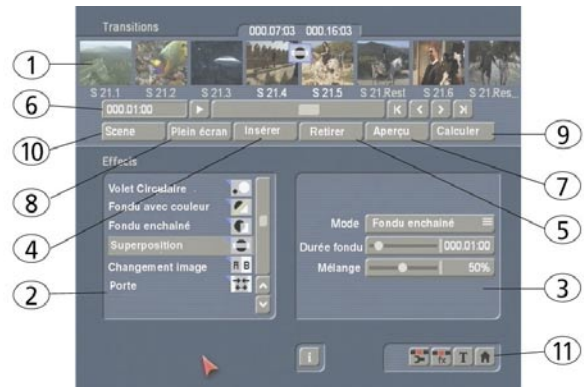 Transitions
000.07:03 000.16:03
S 21.1 S 21.2 S 21.3 S 21.4 S 21.5 S 21.Rest S 21.6 S 21.Res_
000.01:00
Scene Plein écran Insérer Retirer Aperçu Calculer
Effects
Volet Circulaire
Fondu avec couleur
Fondu enchainé
Superposition
Changement image A B
Porte
Mode Fondu enchainé
Durée fondu 000.01:00
Mélange 50%
i fx T
1
6
10
8
4
2
9
7
5
3
11